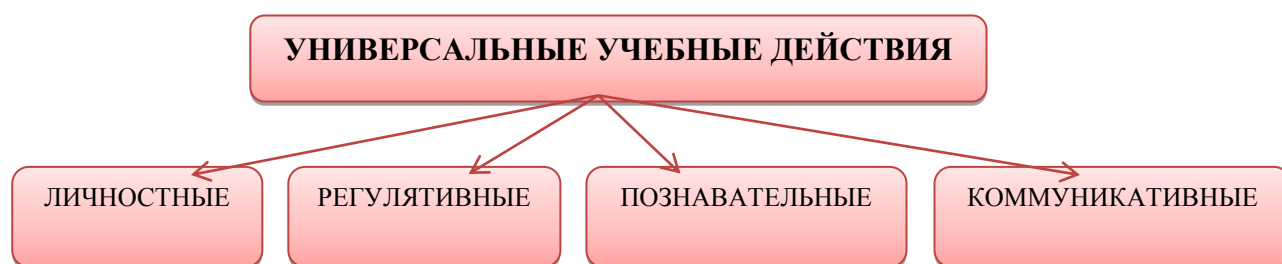 УНИВЕРСАЛЬНЫЕ УЧЕБНЫЕ ДЕЙСТВИЯ
ЛИЧНОСТНЫЕ
РЕГУЛЯТИВНЫЕ
ПОЗНАВАТЕЛЬНЫЕ
КОММУНИКАТИВНЫЕ